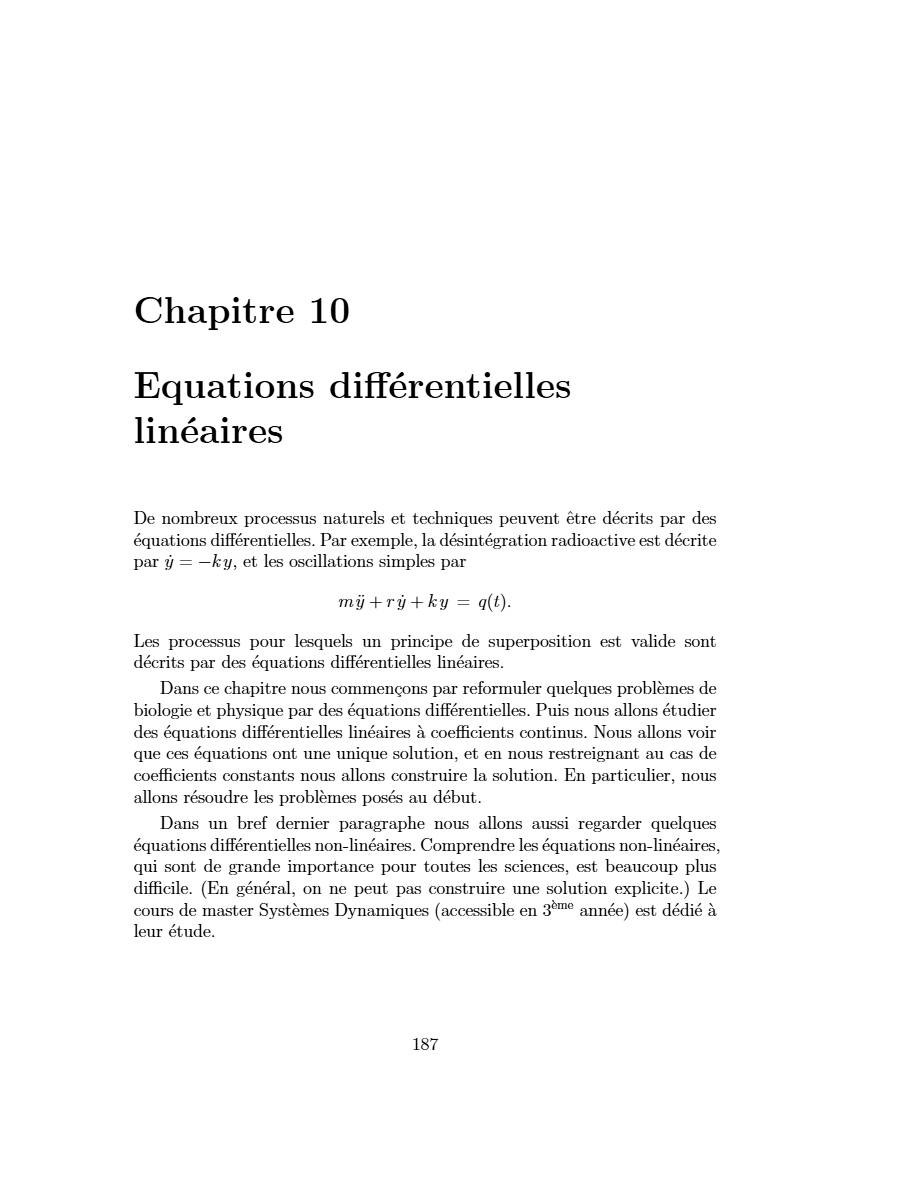 Chapitre 10
Equations différentielles
linéaires
De nombreux processus naturels et techniques peuvent être décrits par des
équations différentielles. Par exemple, la désintégration radioactive est décrite
par ẏ = −k y, et les oscillations simples par
m ÿ + r ẏ + k y = q(t).
Les processus pour lesquels un principe de superposition est valide sont
décrits par des équations différentielles linéaires.
Dans ce chapitre nous commençons par reformuler quelques problèmes de
biologie et physique par des équations différentielles. Puis nous allons étudier
des équations différentielles linéaires à coefficients continus. Nous allons voir
que ces équations ont une unique solution, et en nous restreignant au cas de
coefficients constants nous allons construire la solution. En particulier, nous
allons résoudre les problèmes posés au début.
Dans un bref dernier paragraphe nous allons aussi regarder quelques
équations différentielles non-linéaires. Comprendre les équations non-linéaires,
qui sont de grande importance pour toutes les sciences, est beaucoup plus
difficile. (En général, on ne peut pas construire une solution explicite.) Le
cours de master Systèmes Dynamiques (accessible en 3ème année) est dédié à
leur étude.
187